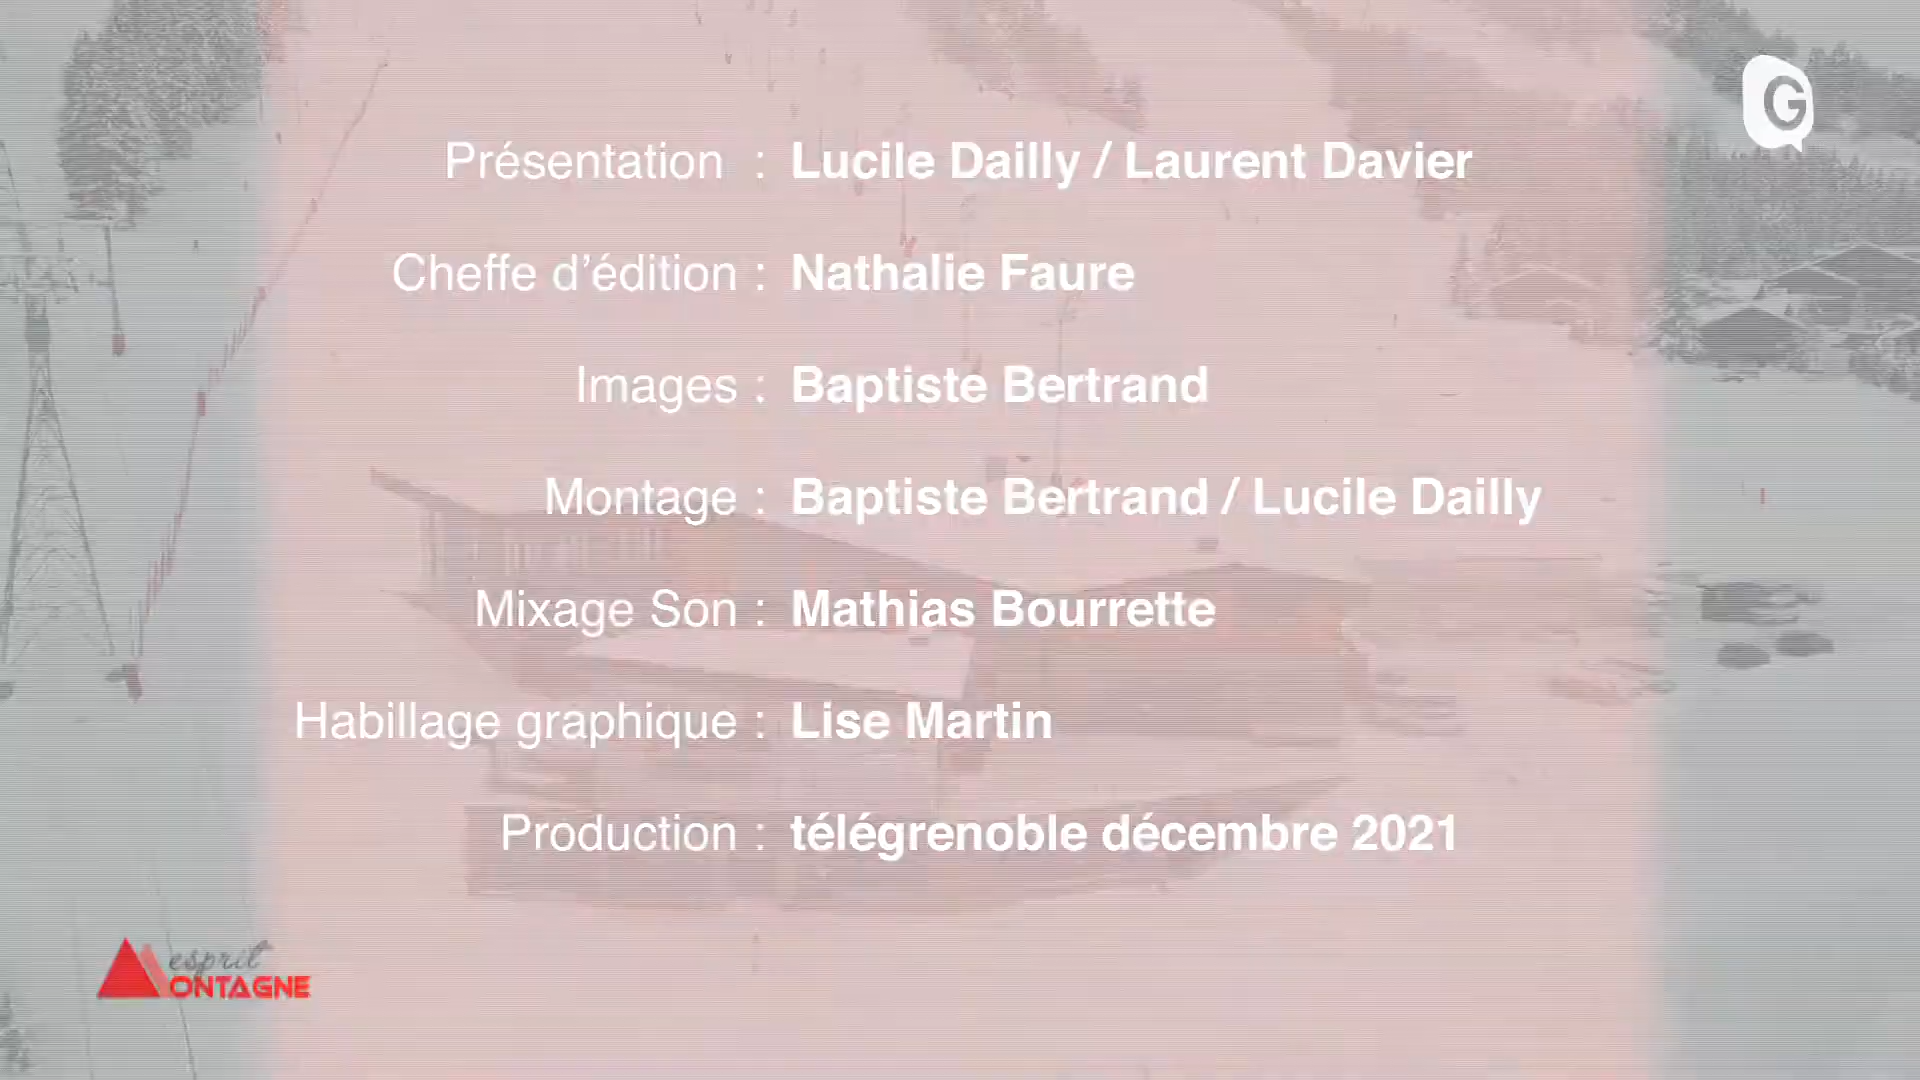 G
Présentation : Lucile Dailly / Laurent Davier
Cheffe d’édition : Nathalie Faure
Images : Baptiste Bertrand
Montage : Baptiste Bertrand / Lucile Dailly
Mixage Son : Mathias Bourrette
Habillage graphique : Lise Martin
Production : télégrenoble décembre 2021
esprit
MONTAGNE